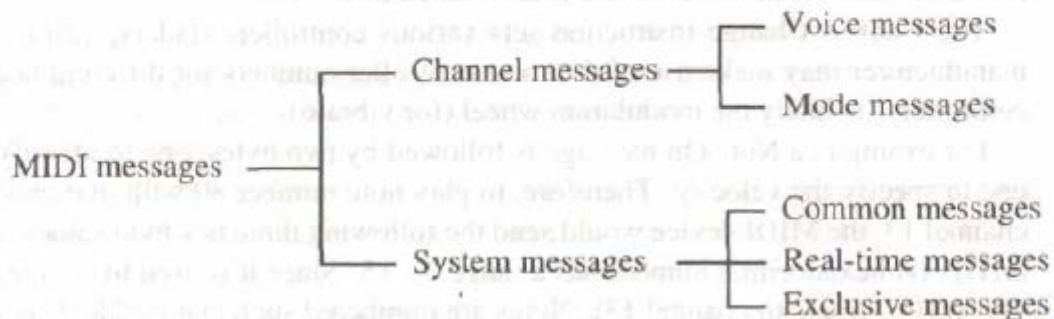 Voice messages
Channel messages
Mode messages
MIDI messages
Common messages
System messages
Real-time messages
Exclusive messages